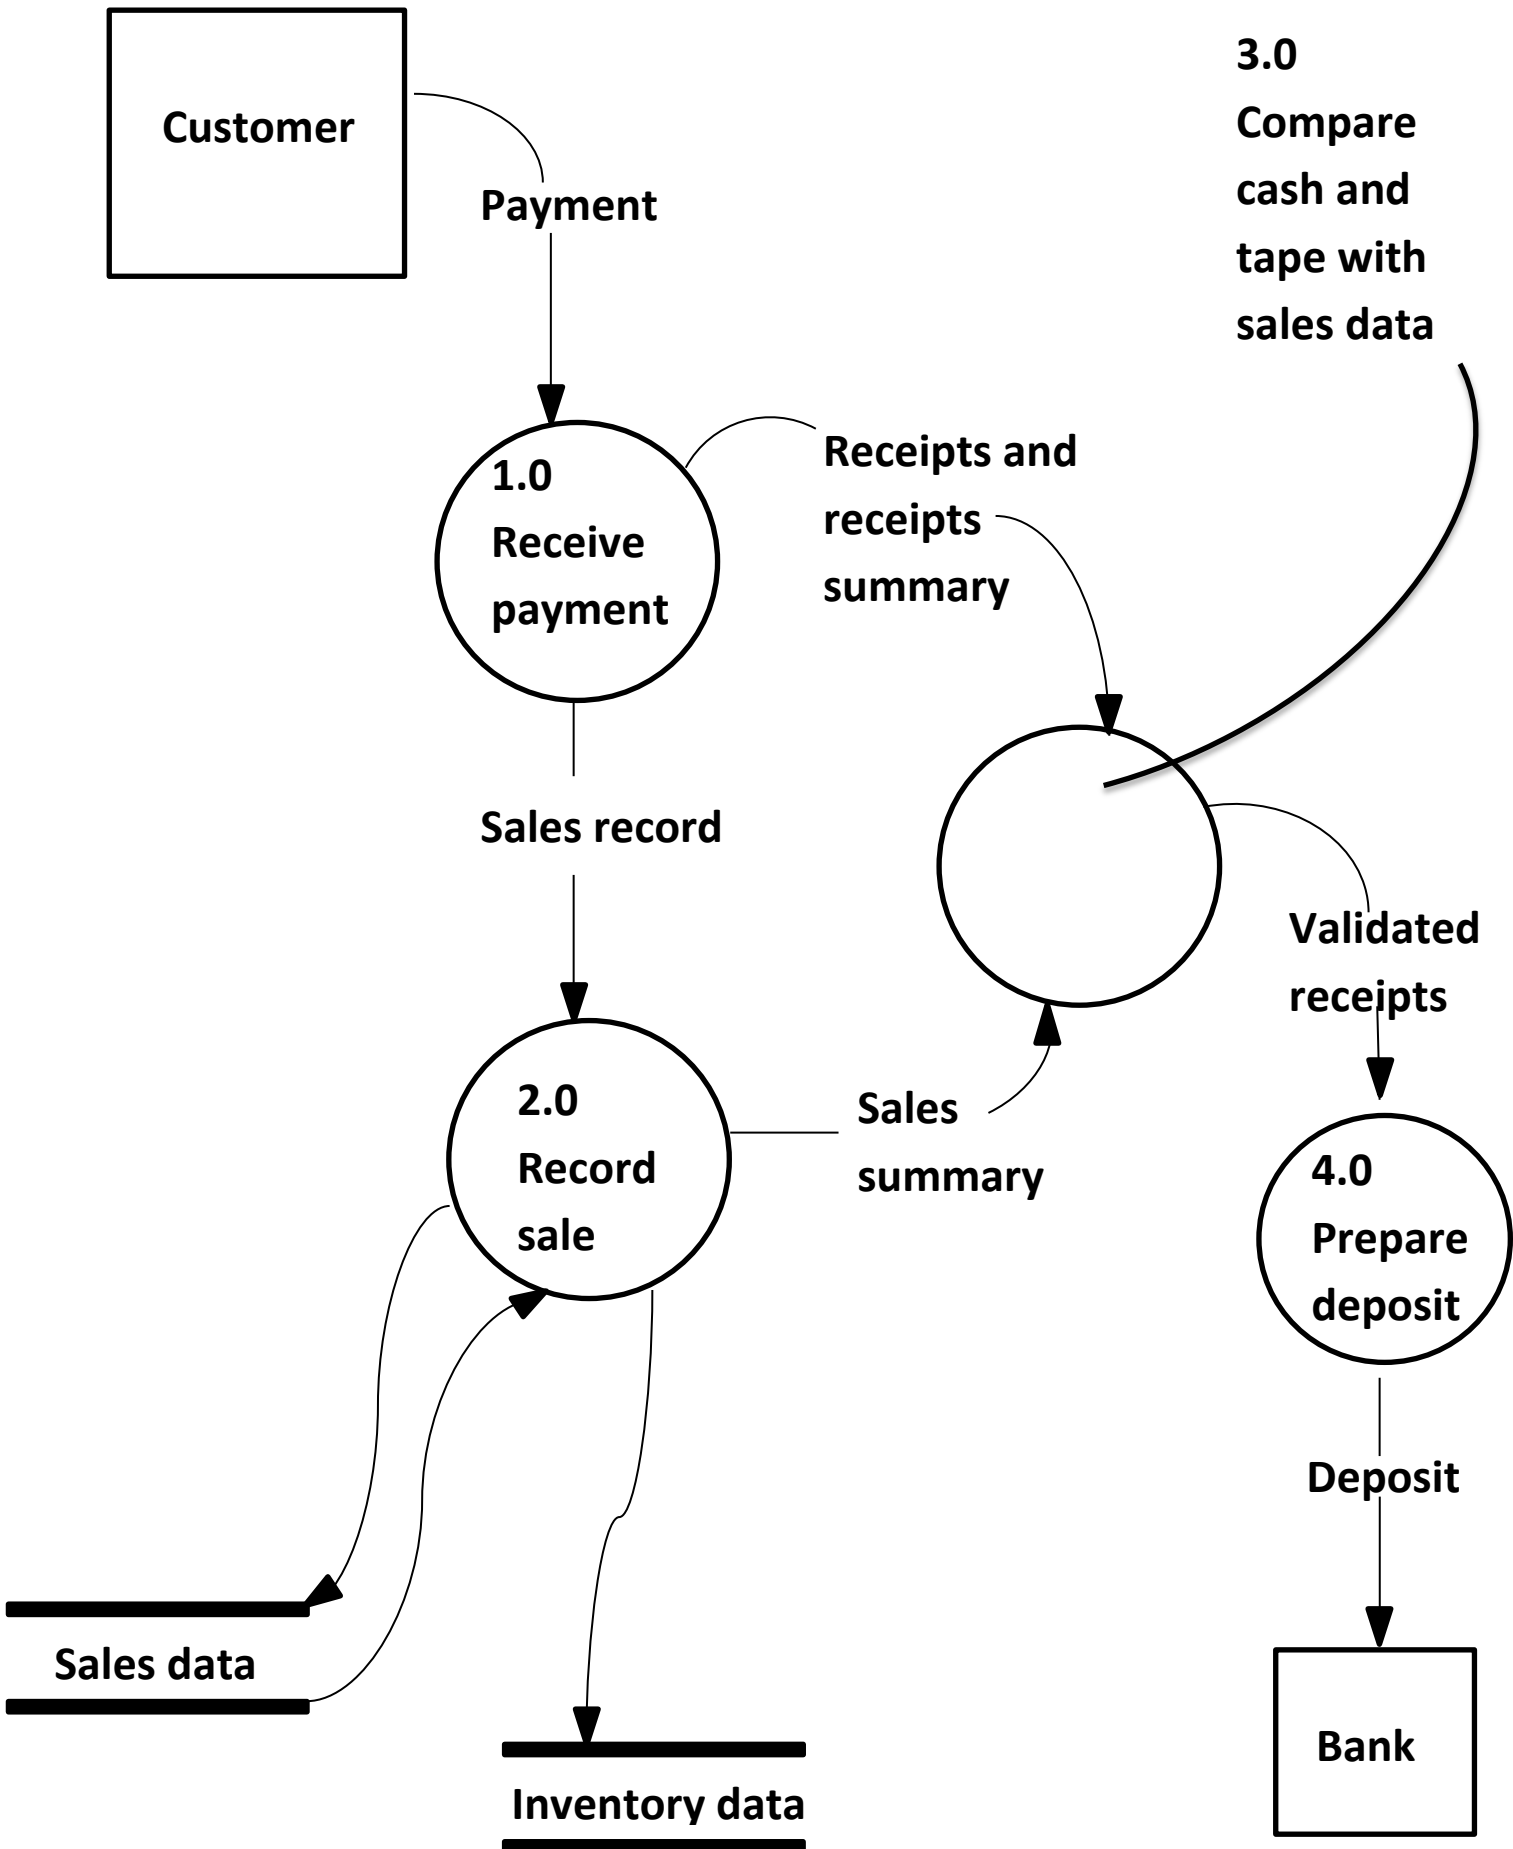 Customer
Payment
3.0
Compare
cash and
tape with
sales data
1.0
Receive
payment
Receipts and
receipts
summary
Sales record
Validated
receipts
2.0
Record
sale
Sales
summary
4.0
Prepare
deposit
Deposit
Sales data
Inventory data
Bank